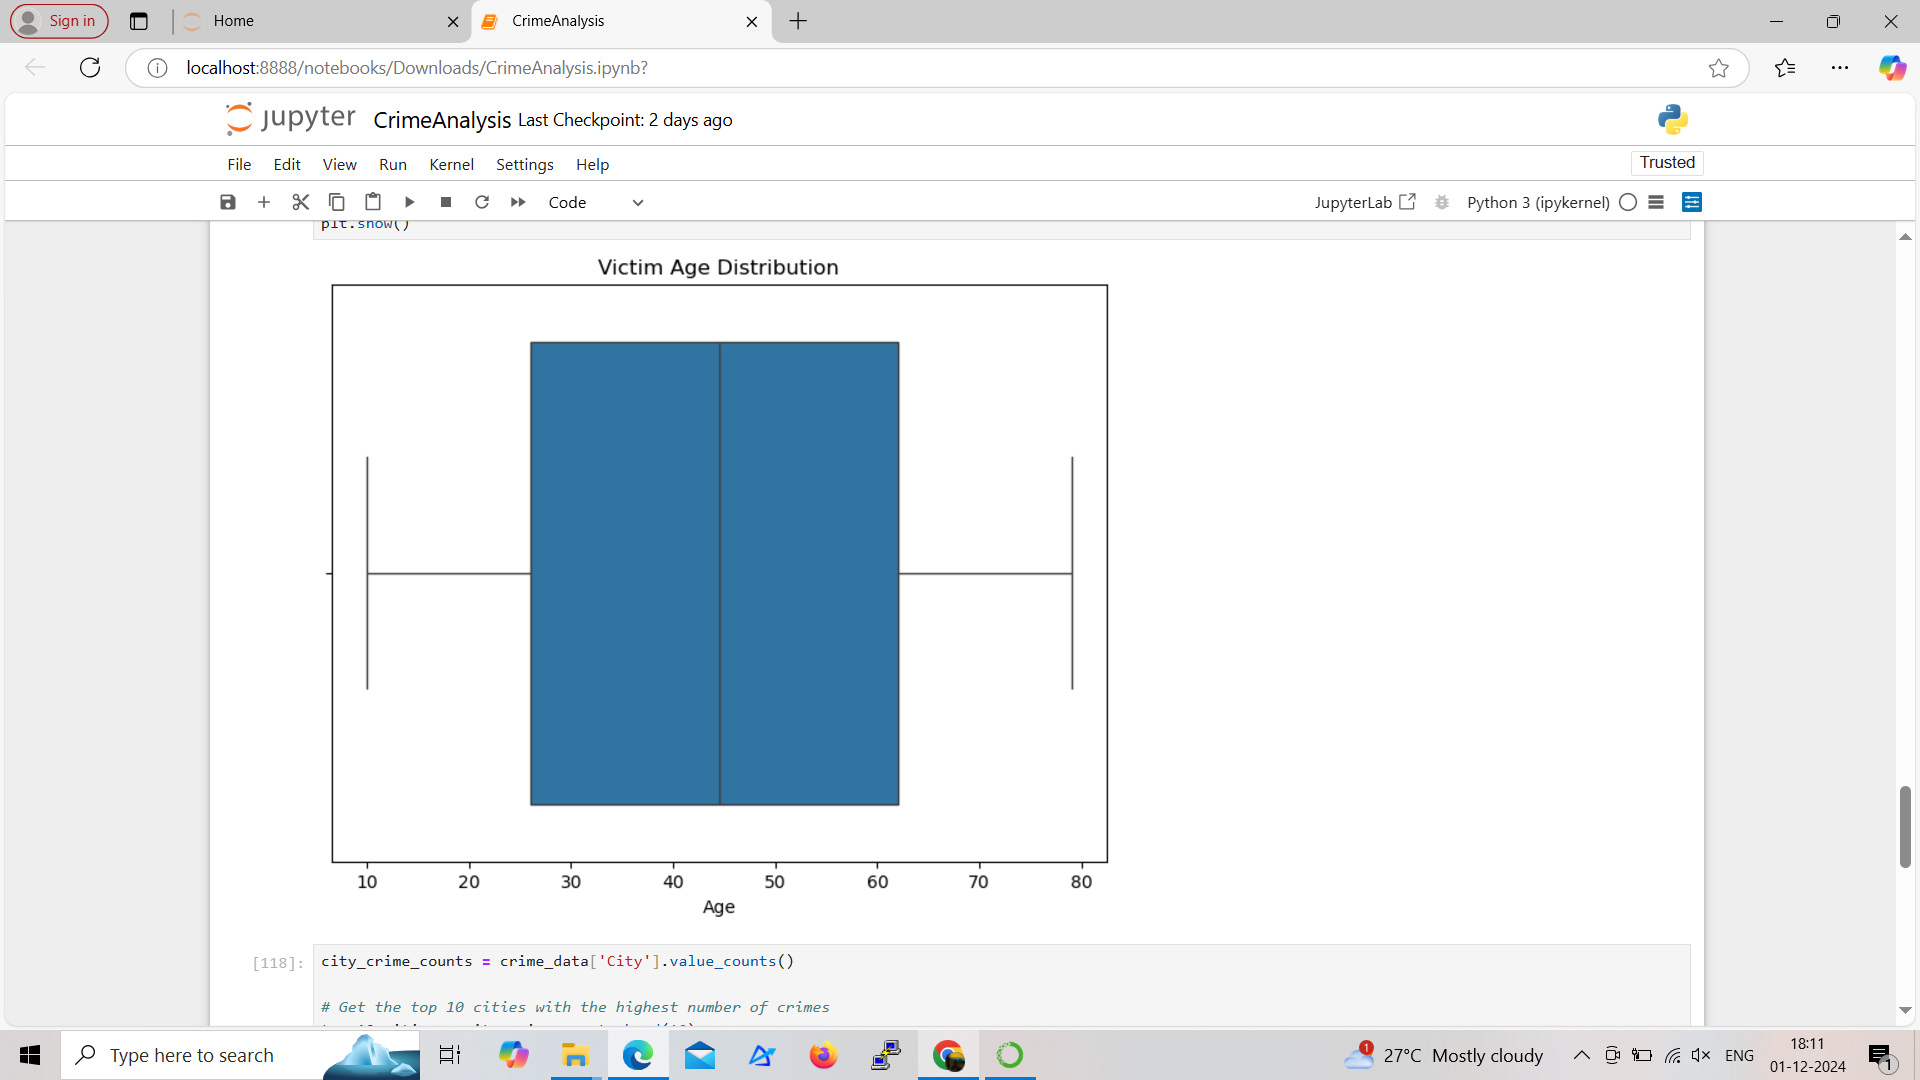 Sign in
Home
CrimeAnalysis
localhost:8888/notebooks/Downloads/CrimeAnalysis.ipynb?
jupyter CrimeAnalysis Last Checkpoint: 2 days ago
File Edit View Run Kernel Settings Help
Trusted
Code
JupyterLab
Python 3 (ipykernel)
plt.show()
Victim Age Distribution
10 20 30 40 50 60 70 80
Age
[118]:
city_crime_counts = crime_data['City'].value_counts()
# Get the top 10 cities with the highest number of crimes
Type here to search
1
27°C Mostly cloudy
ENG
18:11
01-12-2024
1